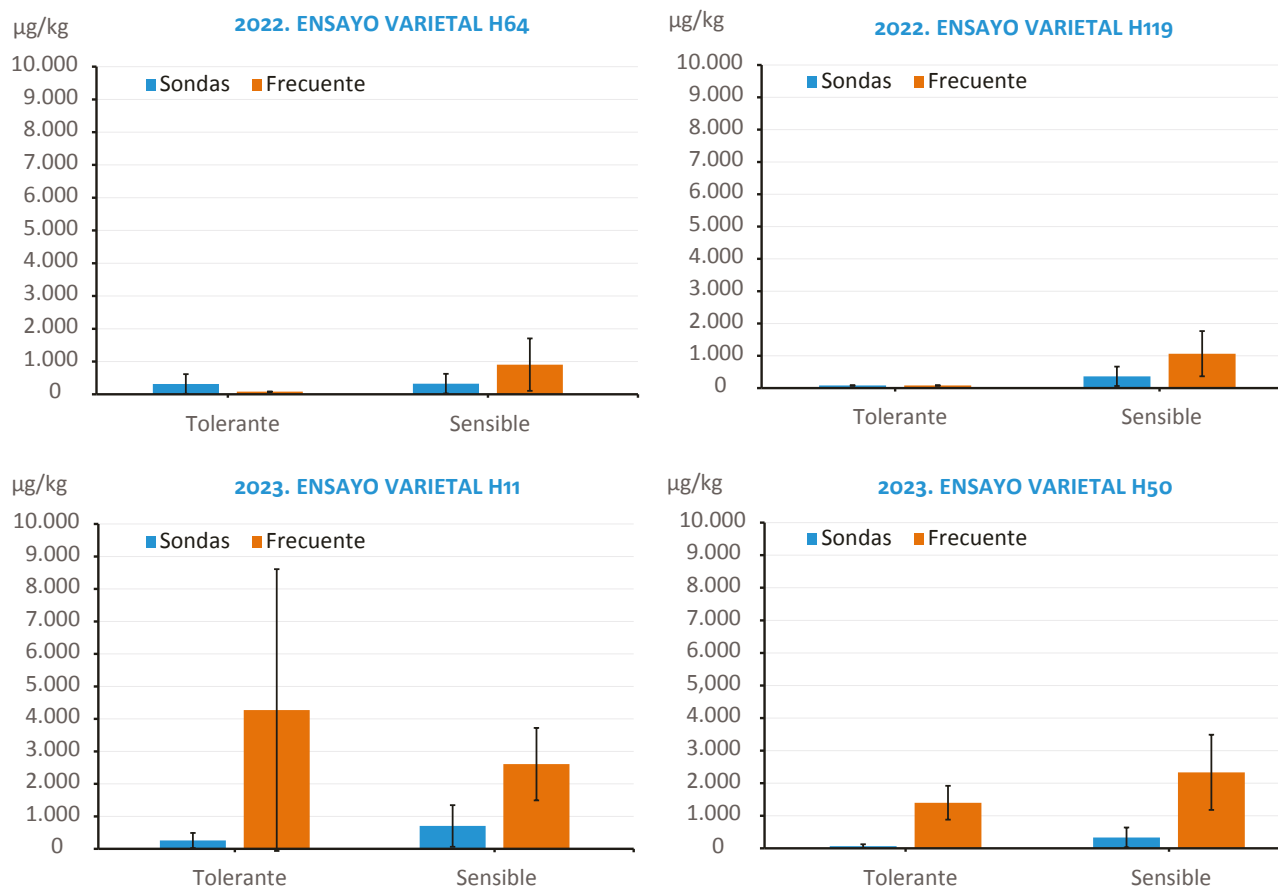 2022. ENSAYO VARIETAL H64
µg/kg
10.000
9.000
8.000
7.000
6.000
5.000
4.000
3.000
2.000
1.000
0
Sondas Frecuente
Tolerante Sensible
2022. ENSAYO VARIETAL H119
µg/kg
10.000
9.000
8.000
7.000
6.000
5.000
4.000
3.000
2.000
1.000
0
Sondas Frecuente
Tolerante Sensible
2023. ENSAYO VARIETAL H11
µg/kg
10.000
9.000
8.000
7.000
6.000
5.000
4.000
3.000
2.000
1.000
0
Sondas Frecuente
Tolerante Sensible
2023. ENSAYO VARIETAL H50
µg/kg
10.000
9.000
8.000
7.000
6.000
5,000
4.000
3.000
2.000
1.000
0
Sondas Frecuente
Tolerante Sensible